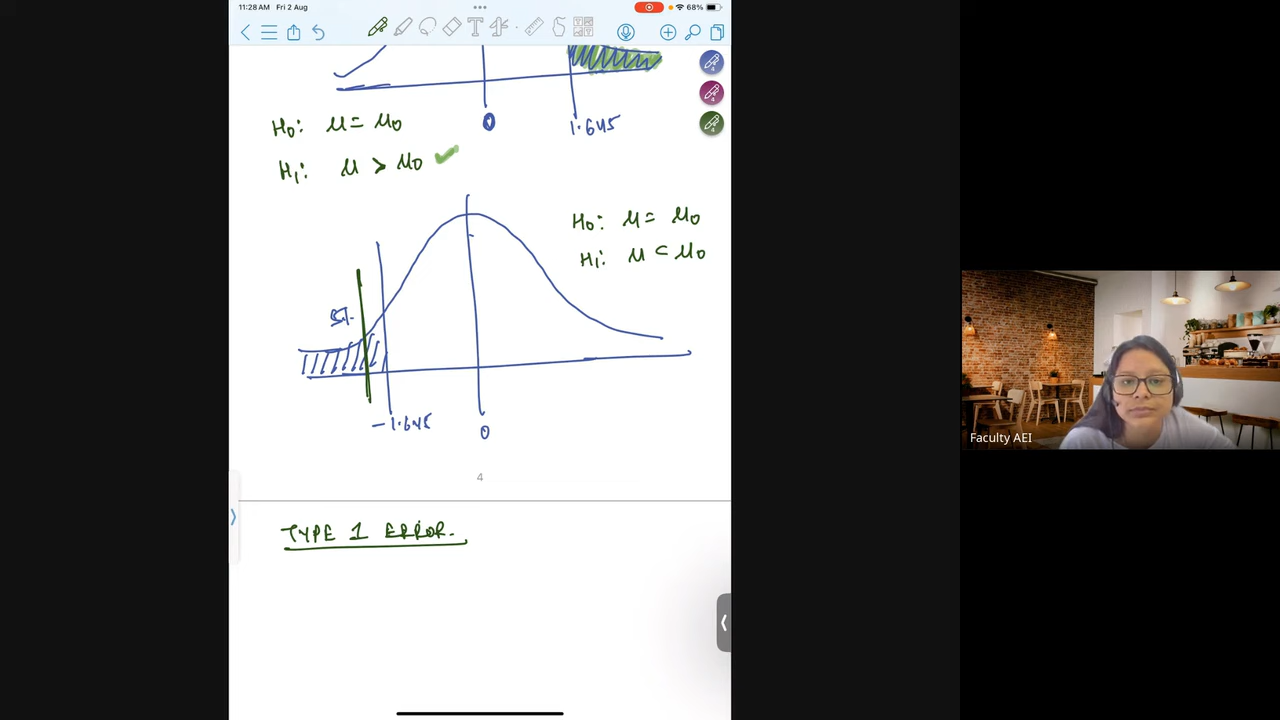 11:28 AM Fri 2 Aug
68%
0
1.645
H₀: μ = μ₀
H₁: μ > μ₀ ✓
H₀: μ = μ₀
H₁: μ < μ₀
5%
-1.645
0
4
TYPE 1 ERROR.
Faculty AEI